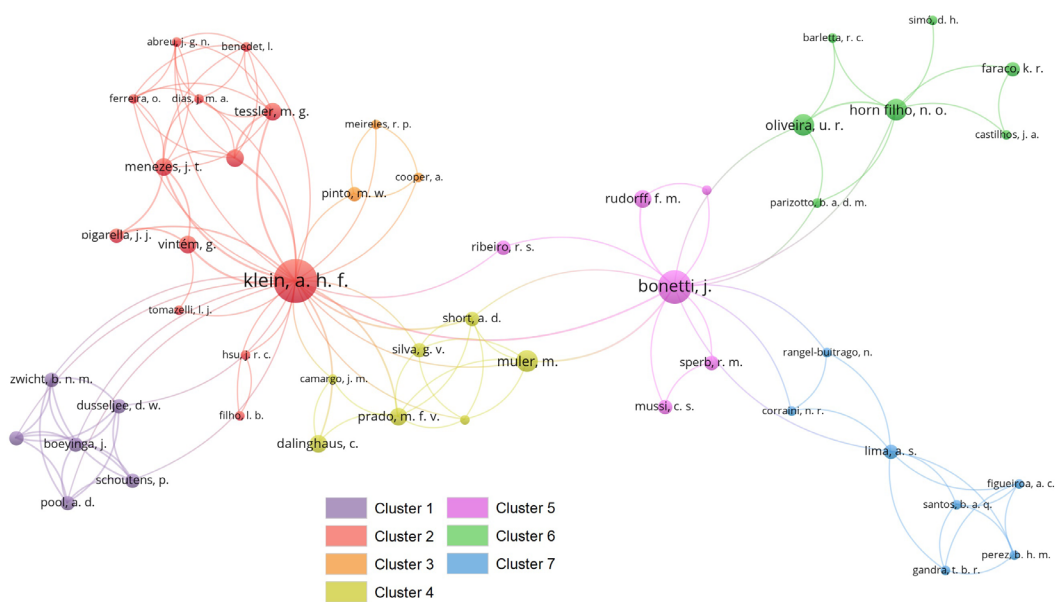 simó, d. h.
barletta, r. c.
abreu, j. g. n.
benedet, l.
faraco, k. r.
ferreira, o.
dias, j. m. a.
tessler, m. g.
horn filho, n. o.
oliveira, u. r.
meireles, r. p.
castilhos, j. a.
menezes, j. t.
cooper, a.
pinto, m. w.
rudorff, f. m.
parizotto, b. a. d. m.
pigarella, j. j.
vintém, g.
ribeiro, r. s.
klein, a. h. f.
bonetti, j.
tomazelli, l. j.
short, a. d.
silva, g. v.
hsu, j. r. c.
rangel-buitrago, n.
muler, m.
sperb, r. m.
zwicht, b. n. m.
camargo, j. m.
dusseljee, d. w.
mussi, c. s.
corraini, n. r.
filho, l. b.
prado, m. f. v.
boeyinga, j.
dalinghaus, c.
lima, a. s.
schoutens, p.
figueiroa, a. c.
pool, a. d.
santos, b. a. q.
perez, b. h. m.
gandra, t. b. r.
Cluster 1
Cluster 2
Cluster 3
Cluster 4
Cluster 5
Cluster 6
Cluster 7